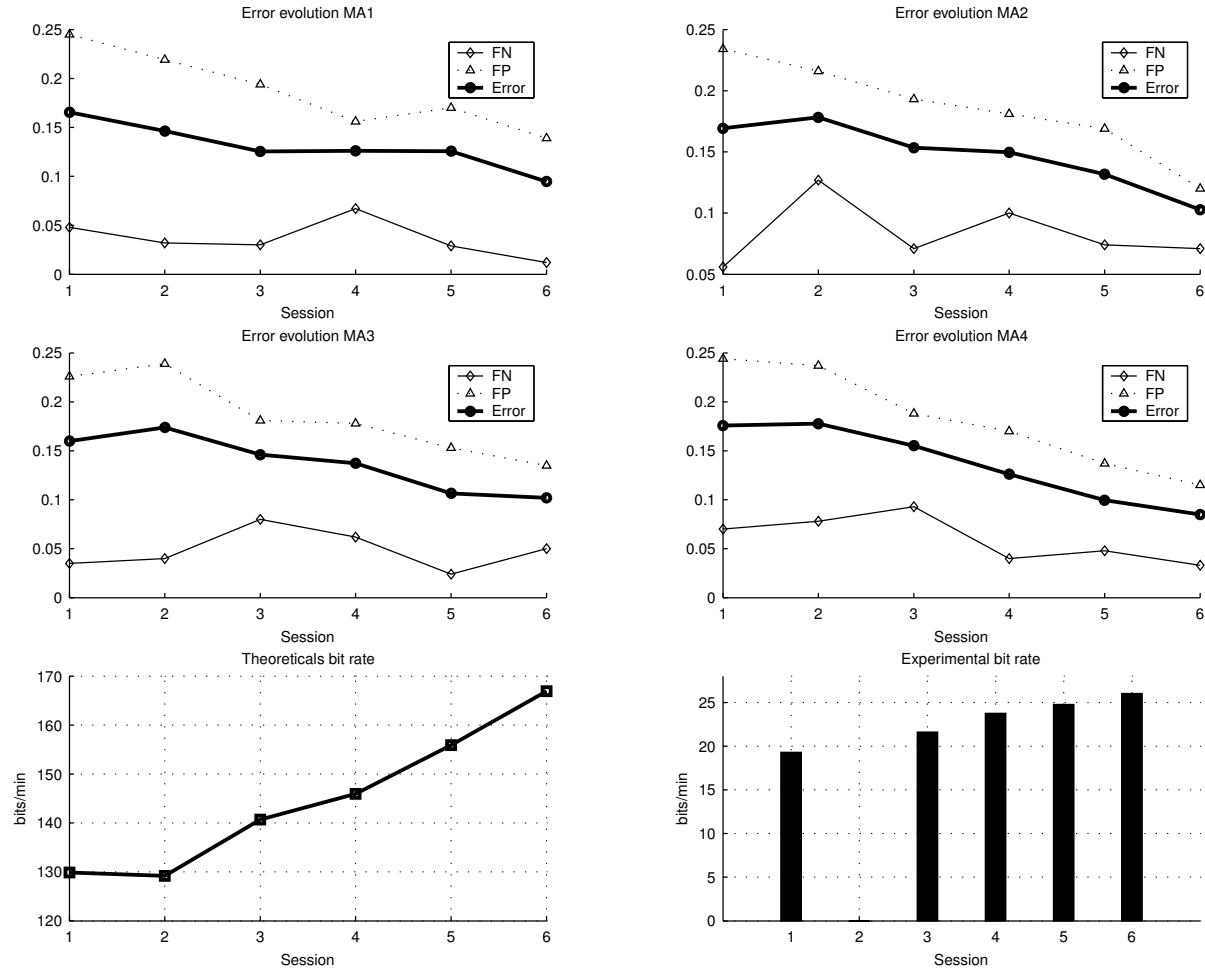 Error evolution MA1
0.25
0.2
0.15
0.1
0.05
0
1 2 3 4 5 6
Session
FN
FP
Error
Error evolution MA2
0.25
0.2
0.15
0.1
0.05
1 2 3 4 5 6
Session
FN
FP
Error
Error evolution MA3
0.25
0.2
0.15
0.1
0.05
0
1 2 3 4 5 6
Session
FN
FP
Error
Error evolution MA4
0.25
0.2
0.15
0.1
0.05
0
1 2 3 4 5 6
Session
FN
FP
Error
Theoreticals bit rate
170
160
150
140
130
120
bits/min
1 2 3 4 5 6
Session
Experimental bit rate
25
20
15
10
5
0
bits/min
1 2 3 4 5 6
Session